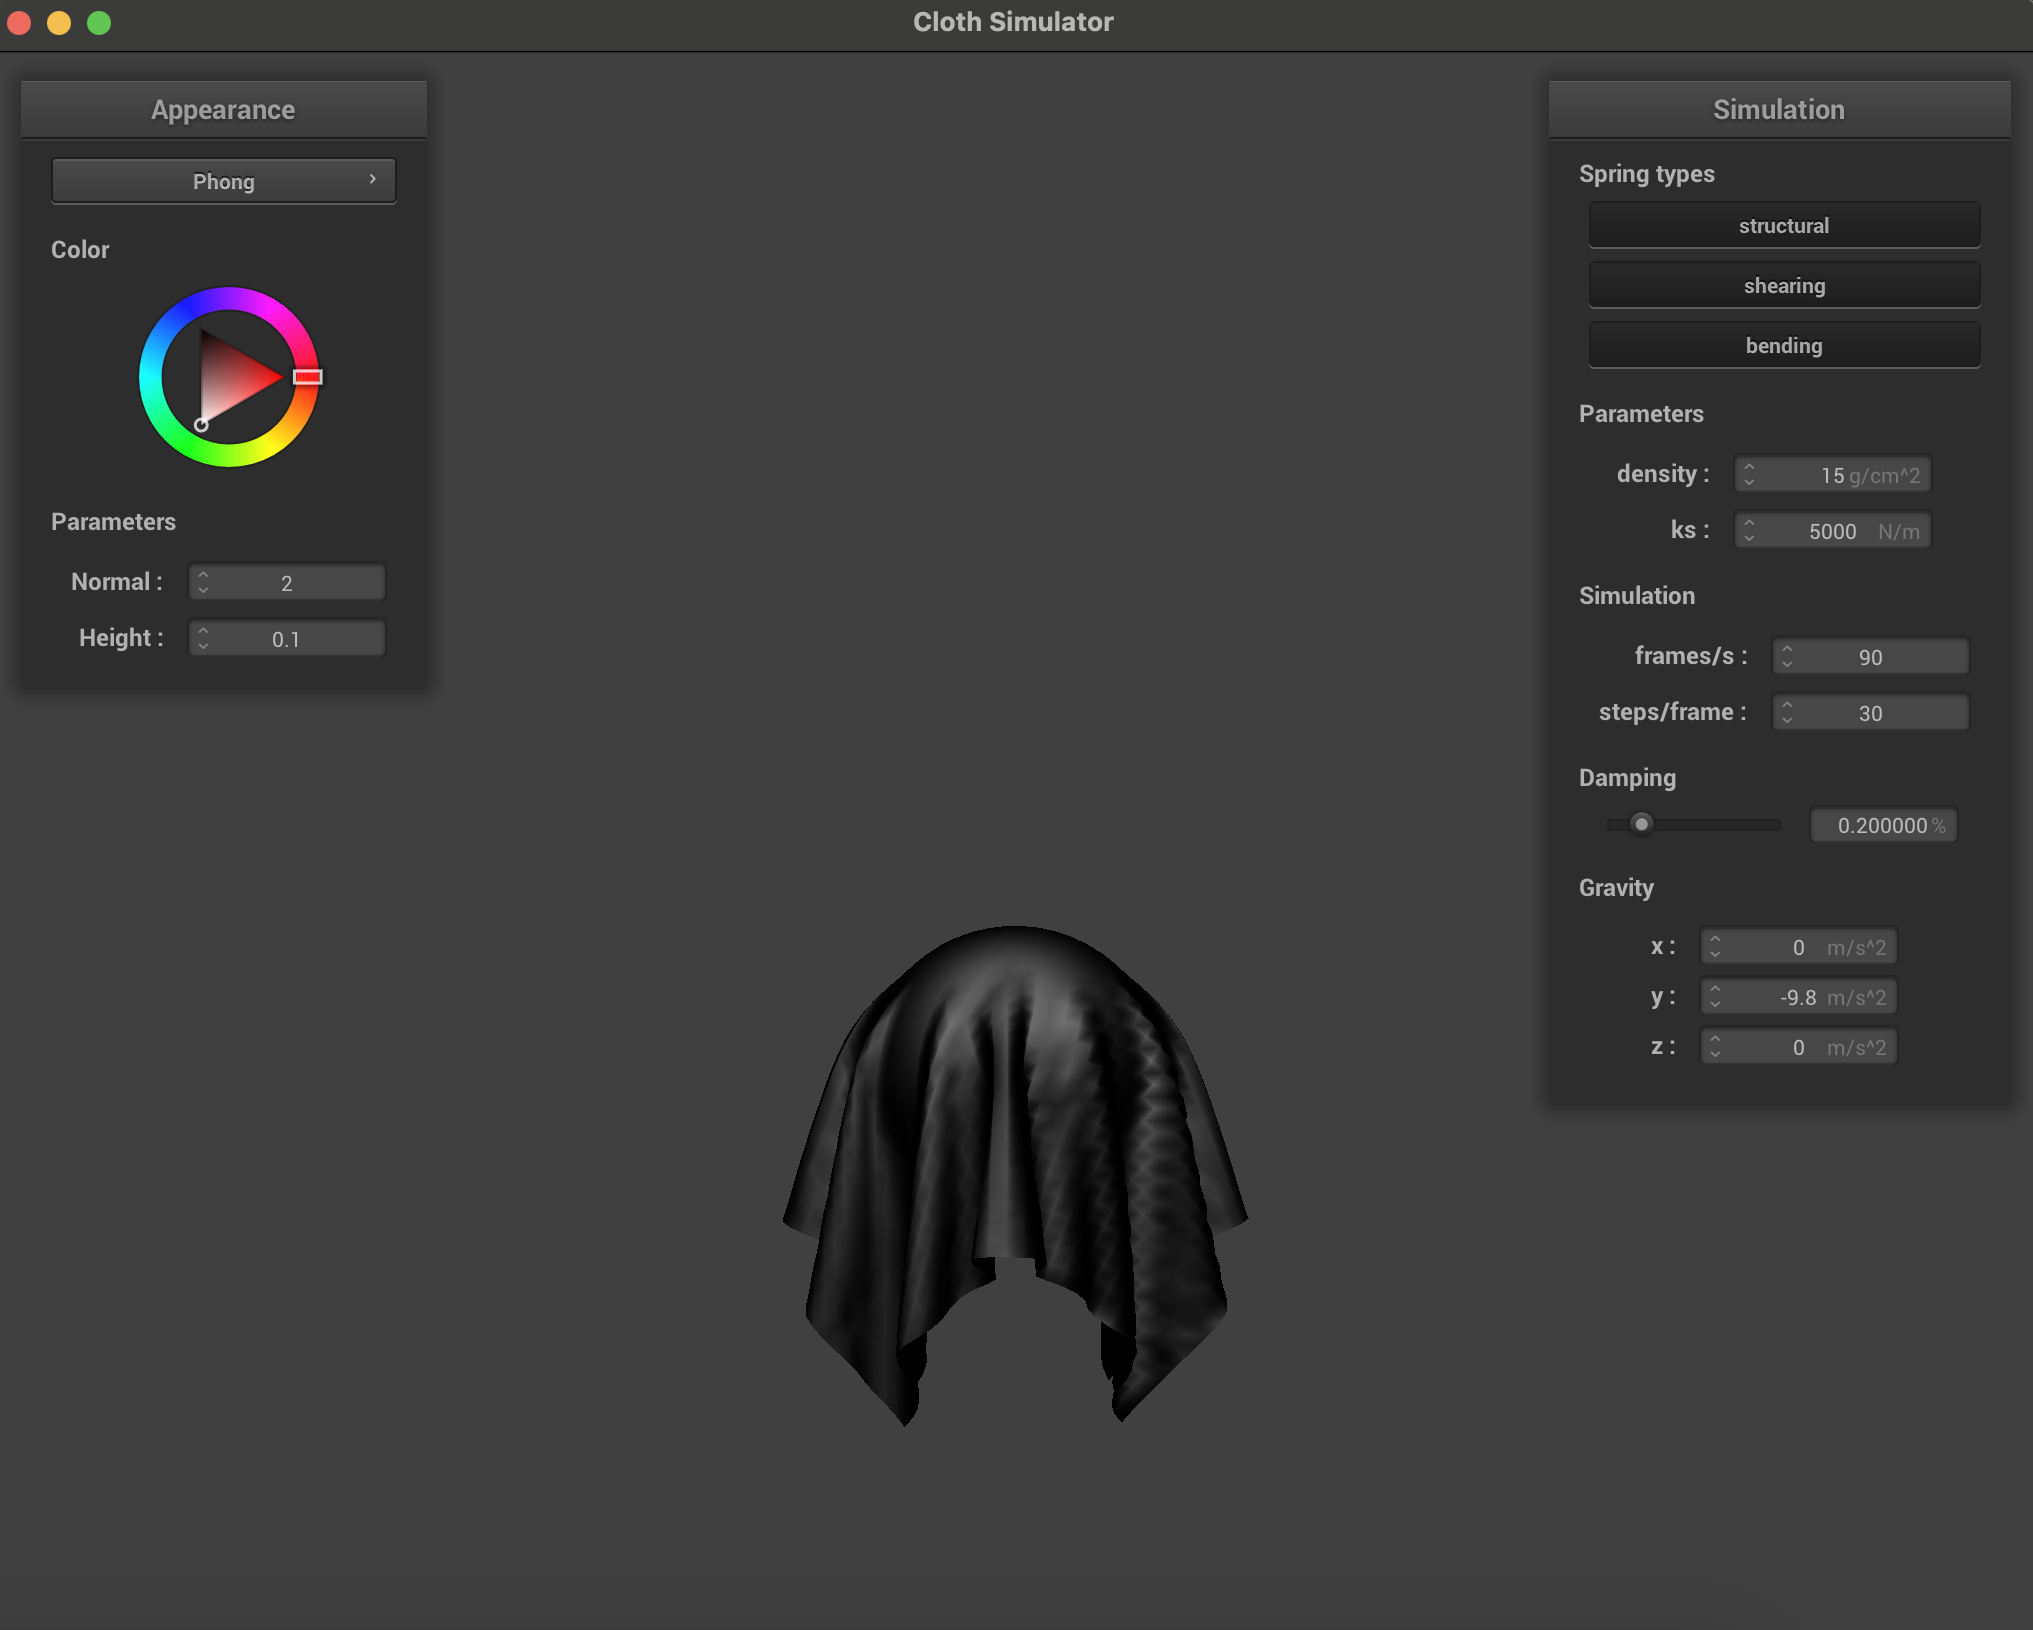 Cloth Simulator
Appearance
Phong
Color
Parameters
Normal : 2
Height : 0.1
Simulation
Spring types
structural
shearing
bending
Parameters
density : 15 g/cm^2
ks : 5000 N/m
Simulation
frames/s : 90
steps/frame : 30
Damping
0.200000 %
Gravity
x : 0 m/s^2
y : -9.8 m/s^2
z : 0 m/s^2